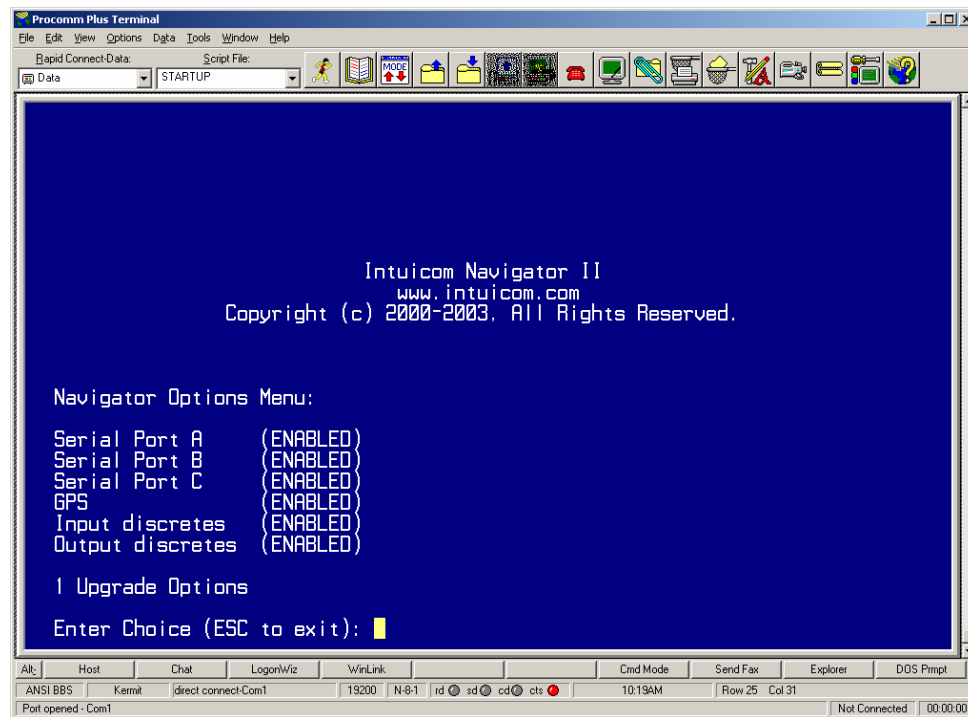 Procomm Plus Terminal
File Edit View Options Data Tools Window Help
Rapid Connect-Data: Script File:
Data STARTUP
MODE
Intuicom Navigator II
www.intuicom.com
Copyright (c) 2000-2003, All Rights Reserved.
Navigator Options Menu:
Serial Port A (ENABLED)
Serial Port B (ENABLED)
Serial Port C (ENABLED)
GPS (ENABLED)
Input discretes (ENABLED)
Output discretes (ENABLED)
1 Upgrade Options
Enter Choice (ESC to exit):
Alt: Host Chat LogonWiz WinLink Cmd Mode Send Fax Explorer DOS Prmpt
ANSI BBS Kermit direct connect-Com1 19200 N-8-1 rd sd cd cts 10:19AM Row 25 Col 31
Port opened - Com1 Not Connected 00:00:00